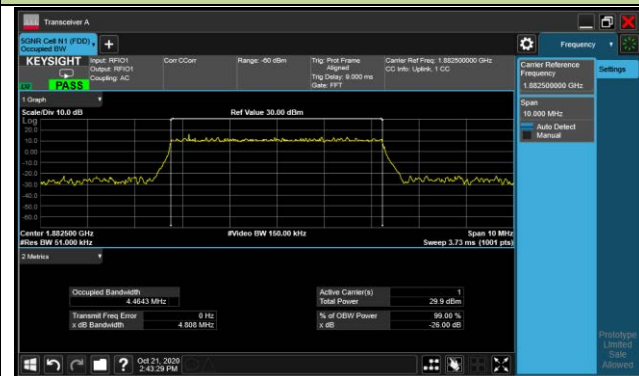 Transceiver A
5GNR Cell N1 (FDD)
Occupied BW
Frequency
KEYSIGHT
Input: RFIO1
Output: RFIO1
Coupling: AC
Corr CCorr
Range: -60 dBm
Trig: Prot Frame
Aligned
Trig Delay: 9.000 ms
Gate: FFT
Carrier Ref Freq: 1.882500000 GHz
CC Info: Uplink, 1 CC
PASS
Carrier Reference
Frequency
1.882500000 GHz
Settings
Span
10.000 MHz
Auto Detect
Manual
1 Graph
Scale/Div 10.0 dB
Ref Value 30.00 dBm
Log
20.0
10.0
0.00
-10.0
-20.0
-30.0
-40.0
-50.0
-60.0
Center 1.882500 GHz
#Video BW 150.00 kHz
Span 10 MHz
#Res BW 51.000 kHz
Sweep 3.73 ms (1001 pts)
2 Metrics
Occupied Bandwidth
4.4643 MHz
Active Carrier(s) 1
Total Power 29.9 dBm
Transmit Freq Error 0 Hz
x dB Bandwidth 4.808 MHz
% of OBW Power 99.00 %
x dB -26.00 dB
Prototype
Limited
Sale
Allowed
Oct 21, 2020
2:43:29 PM